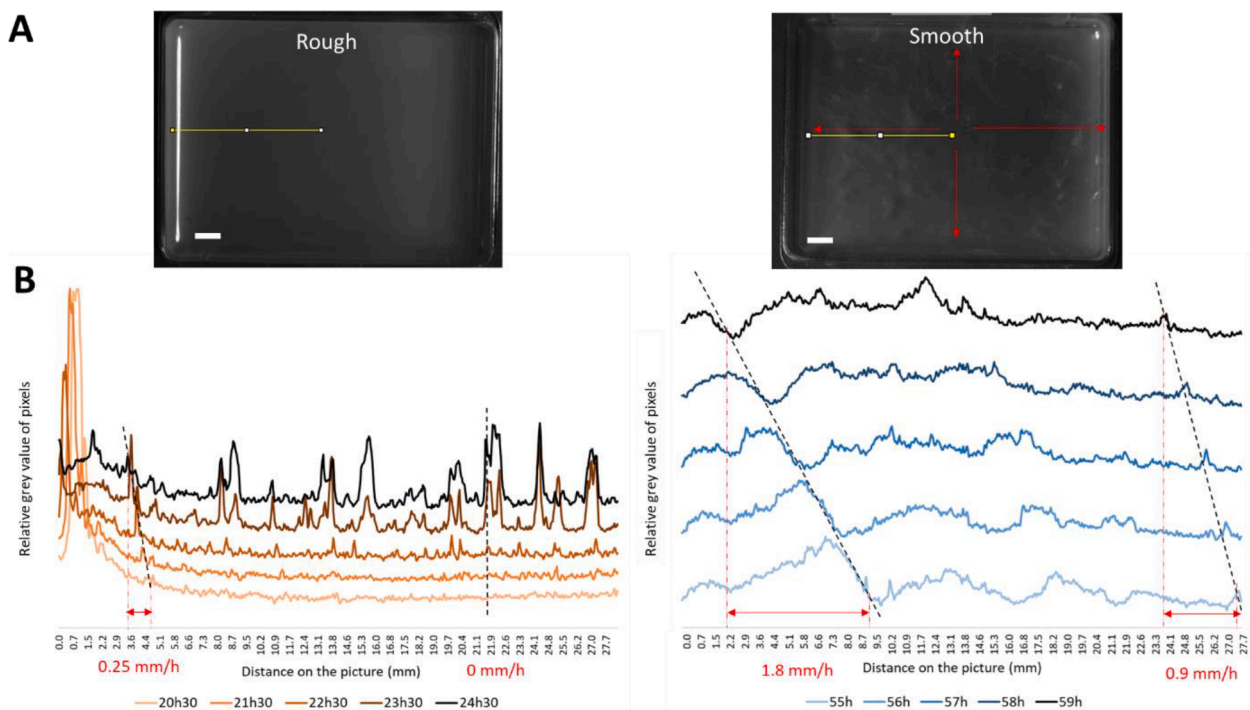 A
Rough
Smooth
B
Relative grey value of pixels
0.0 0.7 1.5 2.2 2.9 3.6 4.4 5.1 5.8 6.6 7.3 8.0 8.7 9.5 10.2 10.9 11.7 12.4 13.1 13.8 14.6 15.3 16.0 16.8 17.5 18.2 19.0 19.7 20.4 21.1 21.9 22.6 23.3 24.1 24.8 25.5 26.2 27.0 27.7
0.25 mm/h
Distance on the picture (mm)
0 mm/h
20h30 21h30 22h30 23h30 24h30
Relative grey value of pixels
0.0 0.7 1.5 2.2 2.9 3.6 4.4 5.1 5.8 6.6 7.3 8.0 8.7 9.5 10.2 10.9 11.7 12.4 13.1 13.8 14.6 15.3 16.0 16.8 17.5 18.2 19.0 19.7 20.4 21.1 21.9 22.6 23.3 24.1 24.8 25.5 26.2 27.0 27.7
1.8 mm/h
Distance on the picture (mm)
0.9 mm/h
55h 56h 57h 58h 59h